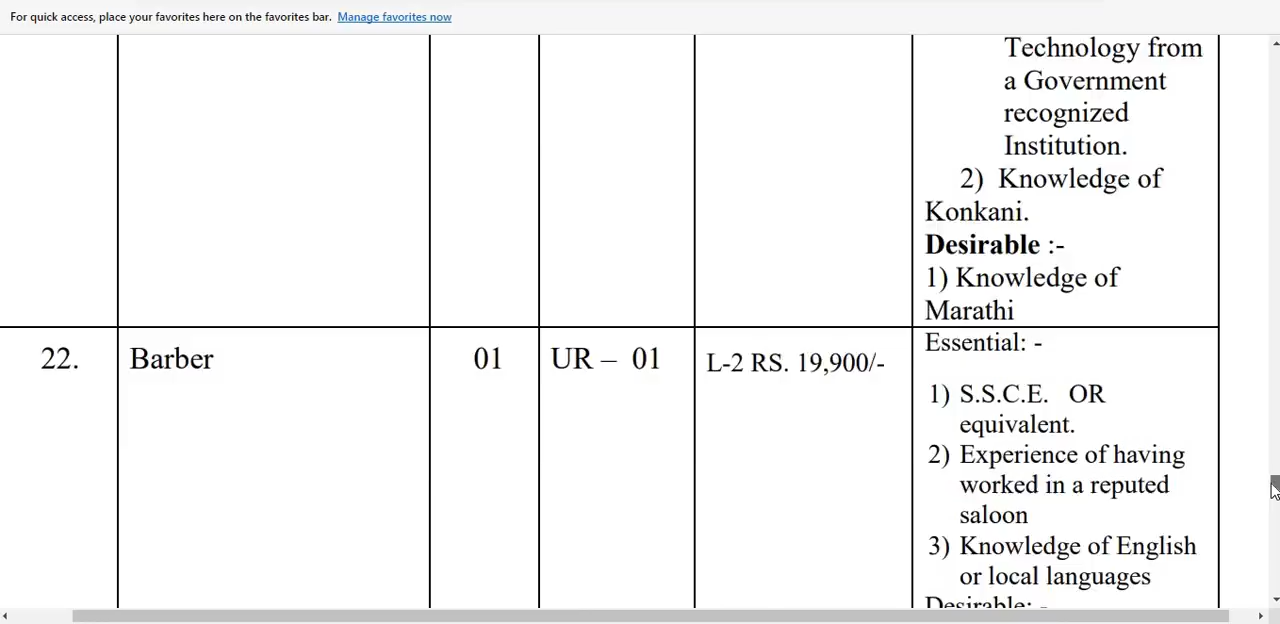 For quick access, place your favorites here on the favorites bar. Manage favorites now
Technology from
a Government
recognized
Institution.
2) Knowledge of
Konkani.
Desirable :-
1) Knowledge of
Marathi
22. Barber 01 UR – 01 L-2 RS. 19,900/-
Essential: -
1) S.S.C.E. OR
equivalent.
2) Experience of having
worked in a reputed
saloon
3) Knowledge of English
or local languages
Desirable: -